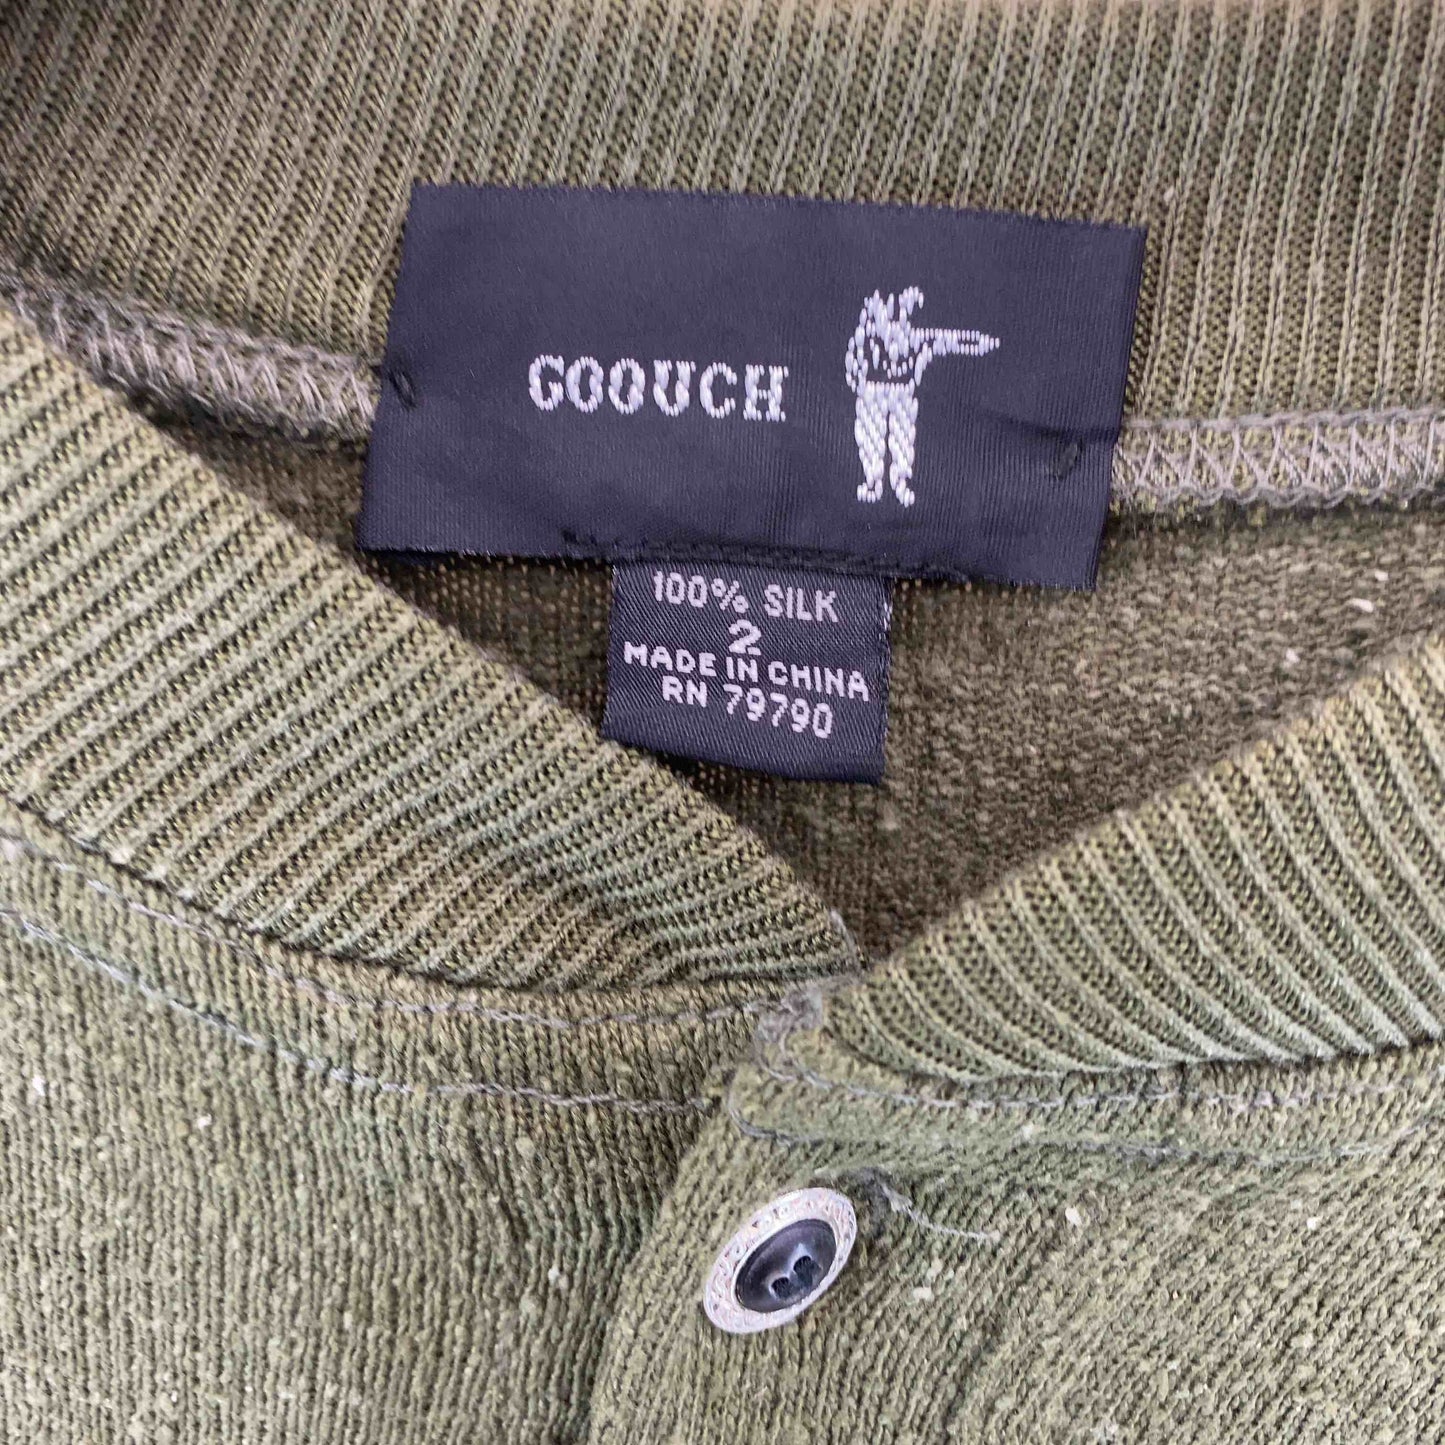 GOOUCH
100% SILK
2
MADE IN CHINA
RN 79790